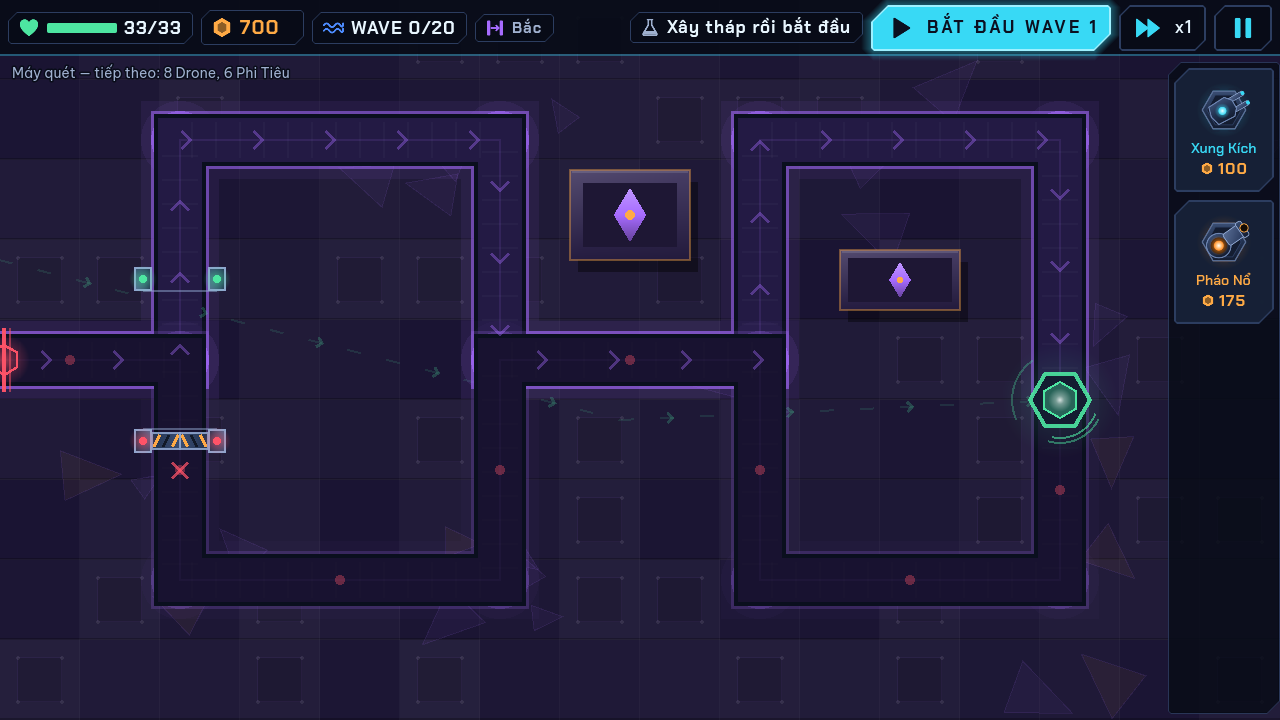 33/33
700
WAVE 0/20
Bắc
Xây tháp rồi bắt đầu
BẮT ĐẦU WAVE 1
x1
Máy quét — tiếp theo: 8 Drone, 6 Phi Tiêu
Xung Kích
100
Pháo Nổ
175